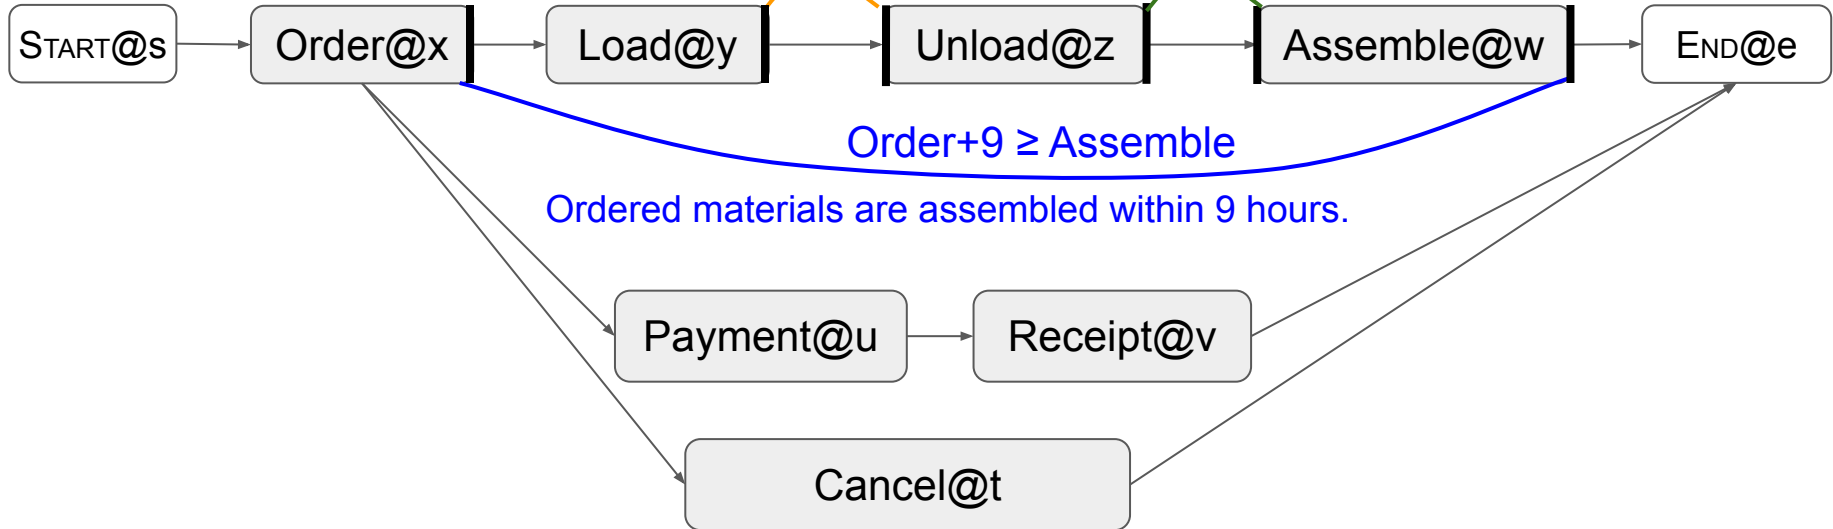 START@s
Order@x
Load@y
Unload@z
Assemble@w
END@e
Order+9 ≥ Assemble
Ordered materials are assembled within 9 hours.
Payment@u
Receipt@v
Cancel@t